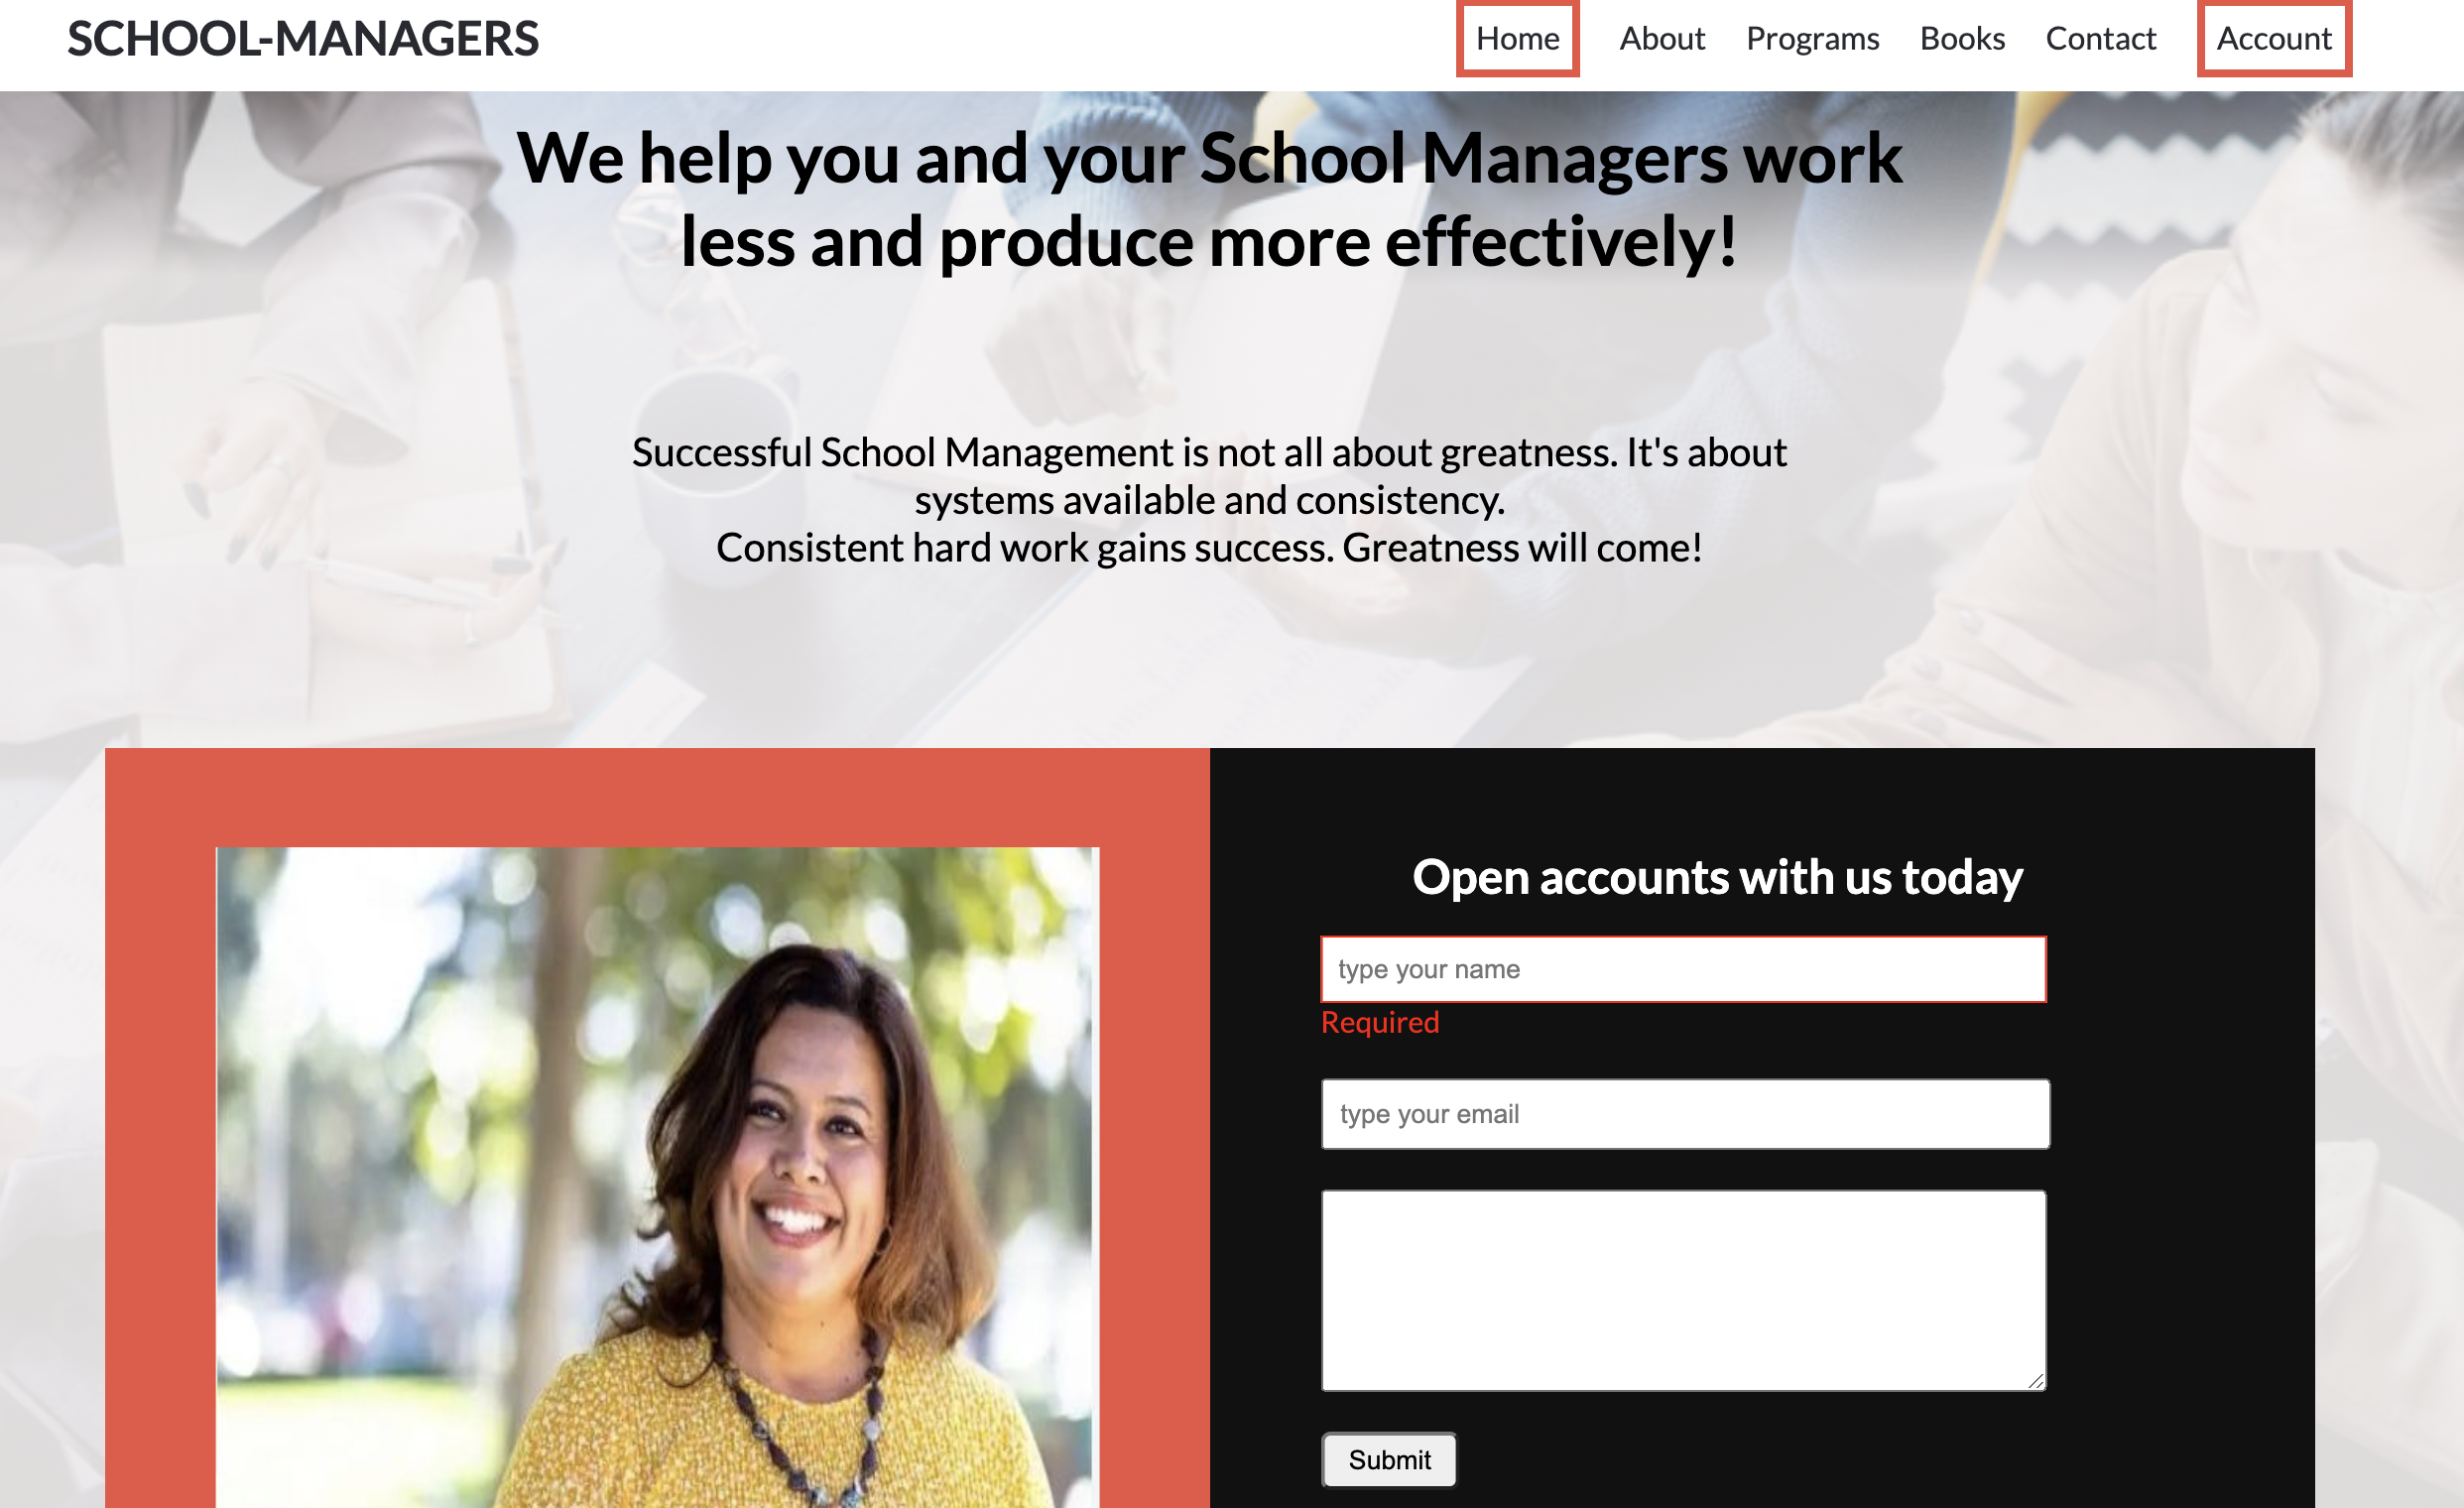 SCHOOL-MANAGERS
Home About Programs Books Contact Account
We help you and your School Managers work
less and produce more effectively!
Successful School Management is not all about greatness. It's about
systems available and consistency.
Consistent hard work gains success. Greatness will come!
Open accounts with us today
type your name
Required
type your email
Submit